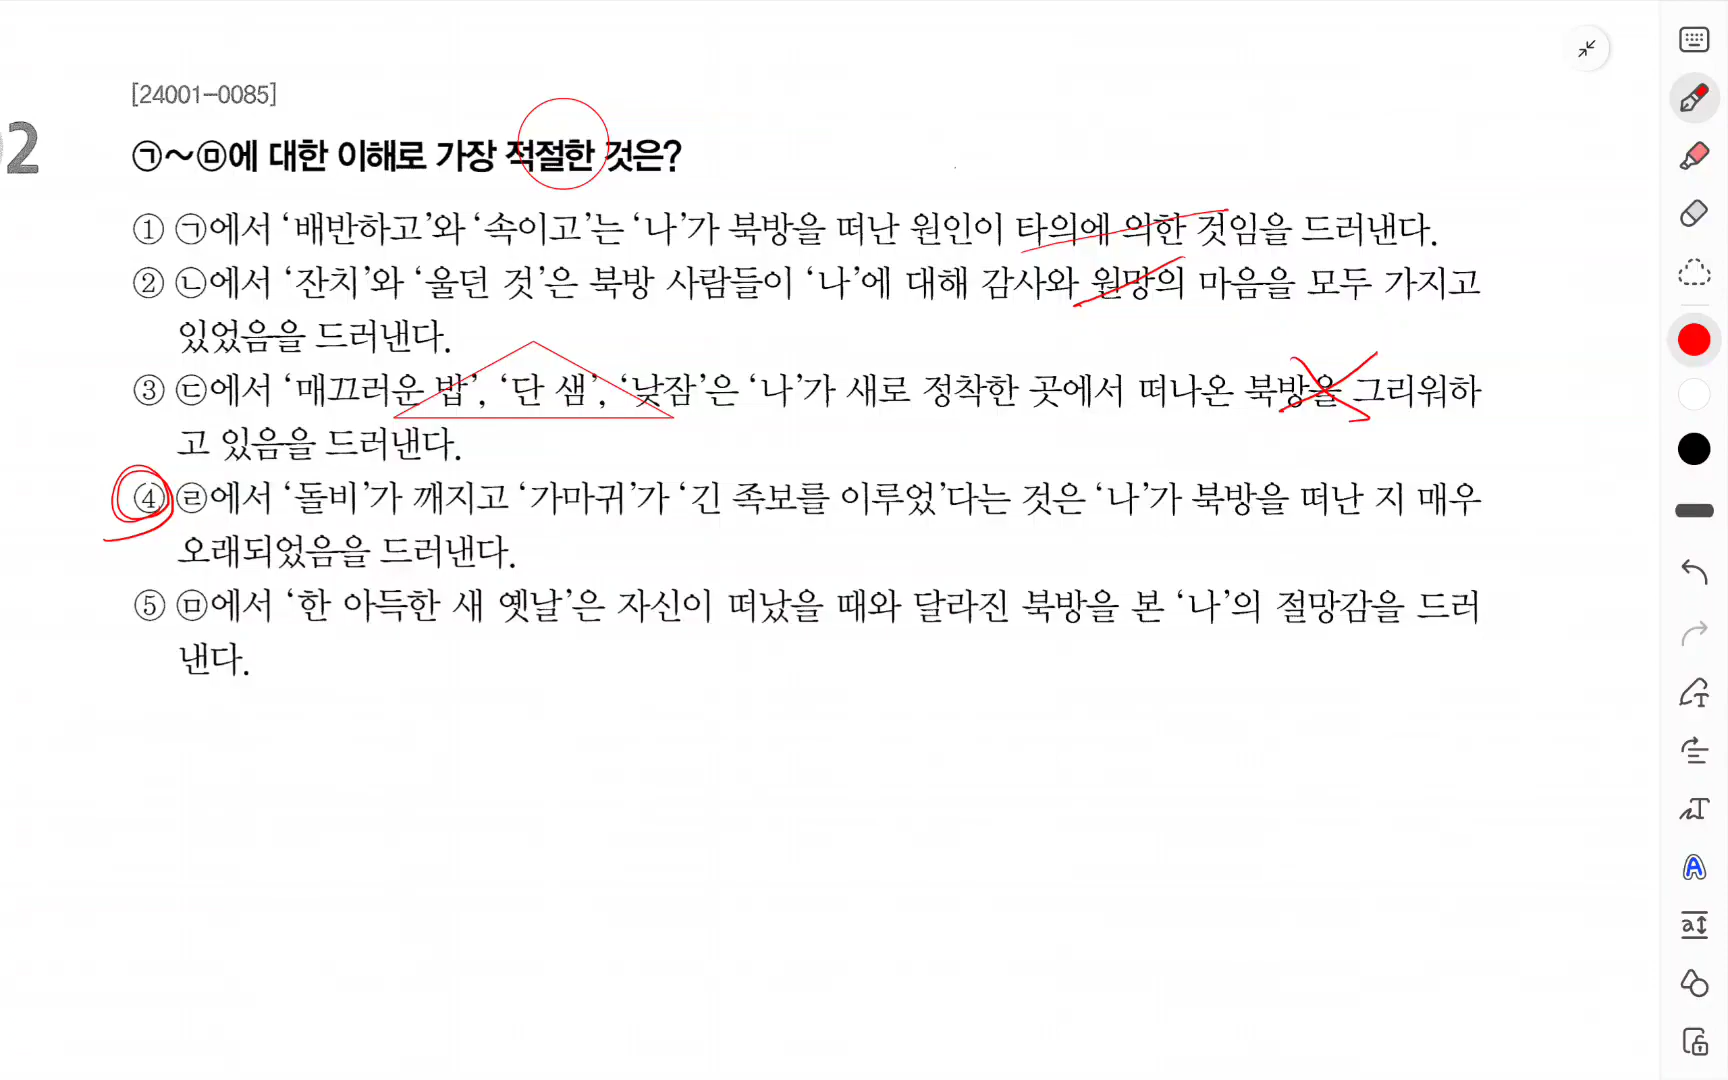 [24001-0085]
02
㉠~㉤에 대한 이해로 가장 적절한 것은?
① ㉠에서 ‘배반하고’와 ‘속이고’는 ‘나’가 북방을 떠난 원인이 타의에 의한 것임을 드러낸다.
② ㉡에서 ‘잔치’와 ‘울던 것’은 북방 사람들이 ‘나’에 대해 감사와 원망의 마음을 모두 가지고
있었음을 드러낸다.
③ ㉢에서 ‘매끄러운 밥’, ‘단 샘’, ‘낮잠’은 ‘나’가 새로 정착한 곳에서 떠나온 북방을 그리워하
고 있음을 드러낸다.
④ ㉣에서 ‘돌비’가 깨지고 ‘가마귀’가 ‘긴 족보를 이루었’다는 것은 ‘나’가 북방을 떠난 지 매우
오래되었음을 드러낸다.
⑤ ㉤에서 ‘한 아득한 새 옛날’은 자신이 떠났을 때와 달라진 북방을 본 ‘나’의 절망감을 드러
낸다.